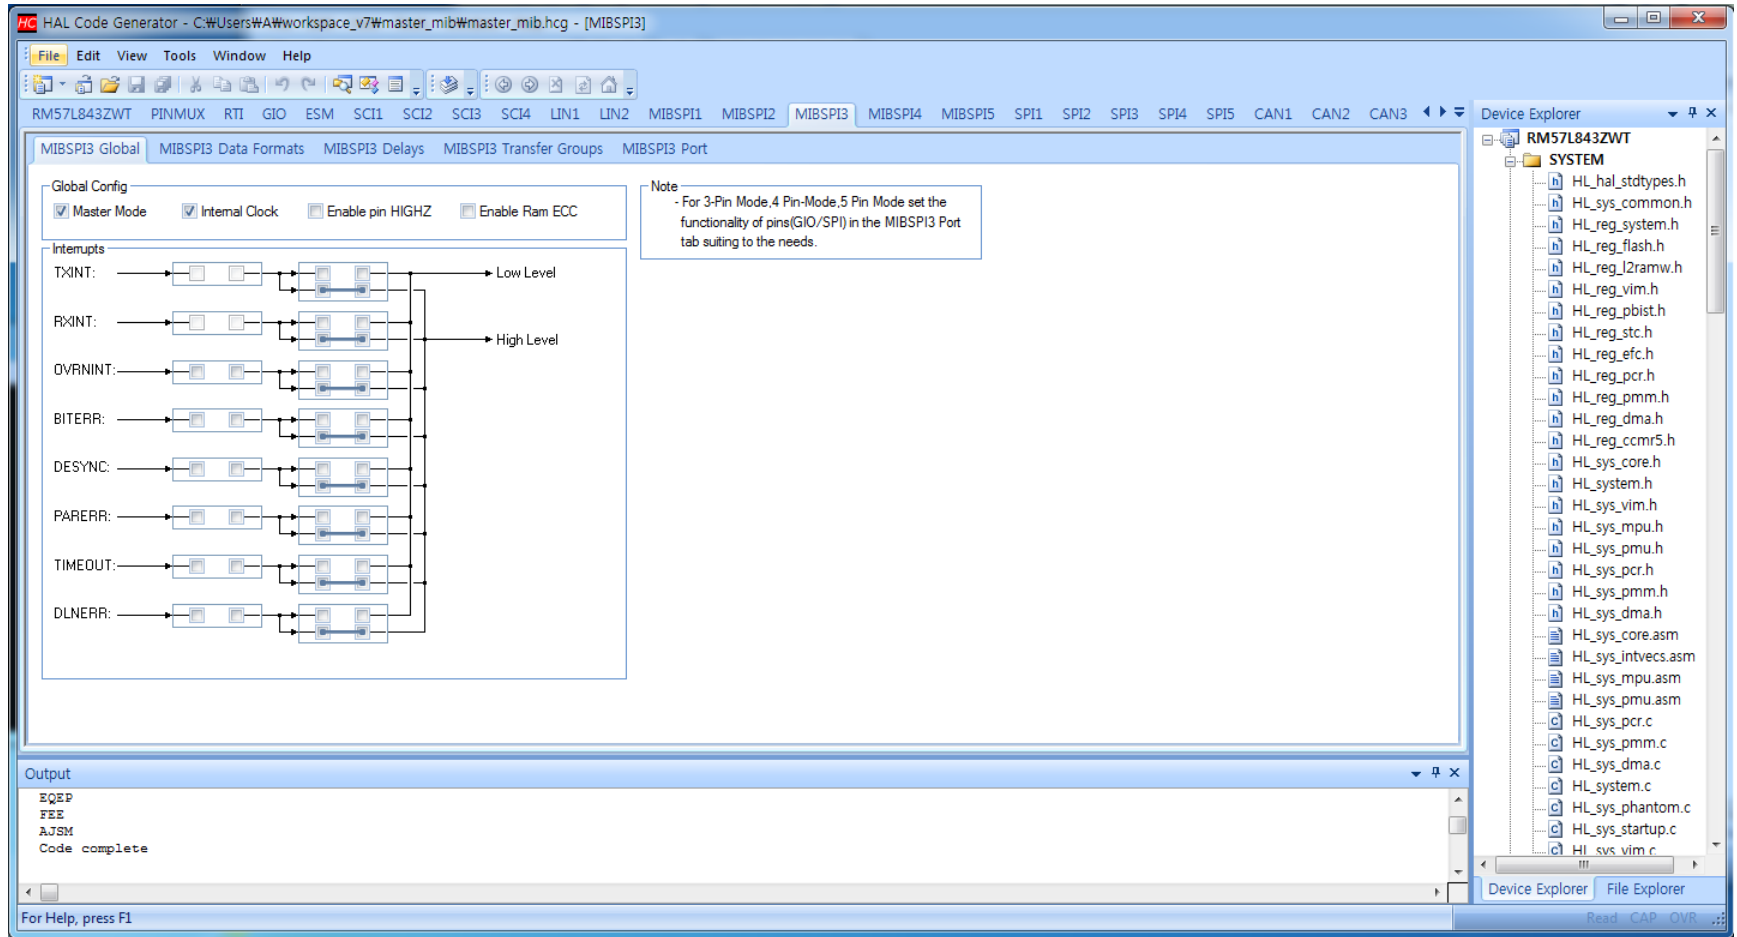 HC HAL Code Generator - C:₩Users₩A₩workspace_v7₩master_mib₩master_mib.hcg - [MIBSPI3]
File Edit View Tools Window Help
RM57L843ZWT PINMUX RTI GIO ESM SCI1 SCI2 SCI3 SCI4 LIN1 LIN2 MIBSPI1 MIBSPI2 MIBSPI3 MIBSPI4 MIBSPI5 SPI1 SPI2 SPI3 SPI4 SPI5 CAN1 CAN2 CAN3
MIBSPI3 Global MIBSPI3 Data Formats MIBSPI3 Delays MIBSPI3 Transfer Groups MIBSPI3 Port
Global Config
Master Mode Internal Clock Enable pin HIGHZ Enable Ram ECC
Note
- For 3-Pin Mode,4 Pin-Mode,5 Pin Mode set the
functionality of pins(GIO/SPI) in the MIBSPI3 Port
tab suiting to the needs.
Interrupts
TXINT: Low Level
RXINT: High Level
OVRNINT:
BITERR:
DESYNC:
PARERR:
TIMEOUT:
DLNERR:
Output
EQEP
FEE
AJSM
Code complete
Device Explorer
RM57L843ZWT
SYSTEM
HL_hal_stdtypes.h
HL_sys_common.h
HL_reg_system.h
HL_reg_flash.h
HL_reg_l2ramw.h
HL_reg_vim.h
HL_reg_pbist.h
HL_reg_stc.h
HL_reg_efc.h
HL_reg_pcr.h
HL_reg_pmm.h
HL_reg_dma.h
HL_reg_ccmr5.h
HL_sys_core.h
HL_system.h
HL_sys_vim.h
HL_sys_mpu.h
HL_sys_pmu.h
HL_sys_pcr.h
HL_sys_pmm.h
HL_sys_dma.h
HL_sys_core.asm
HL_sys_intvecs.asm
HL_sys_mpu.asm
HL_sys_pmu.asm
HL_sys_pcr.c
HL_sys_pmm.c
HL_sys_dma.c
HL_system.c
HL_sys_phantom.c
HL_sys_startup.c
HL_sys_vim.c
Device Explorer File Explorer
For Help, press F1
Read CAP OVR